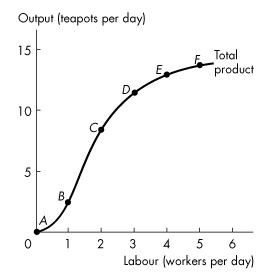 Output (teapots per day)
15
10
5
0
1
2
3
4
5
6
A
B
C
D
E
F
Total
product
Labour (workers per day)